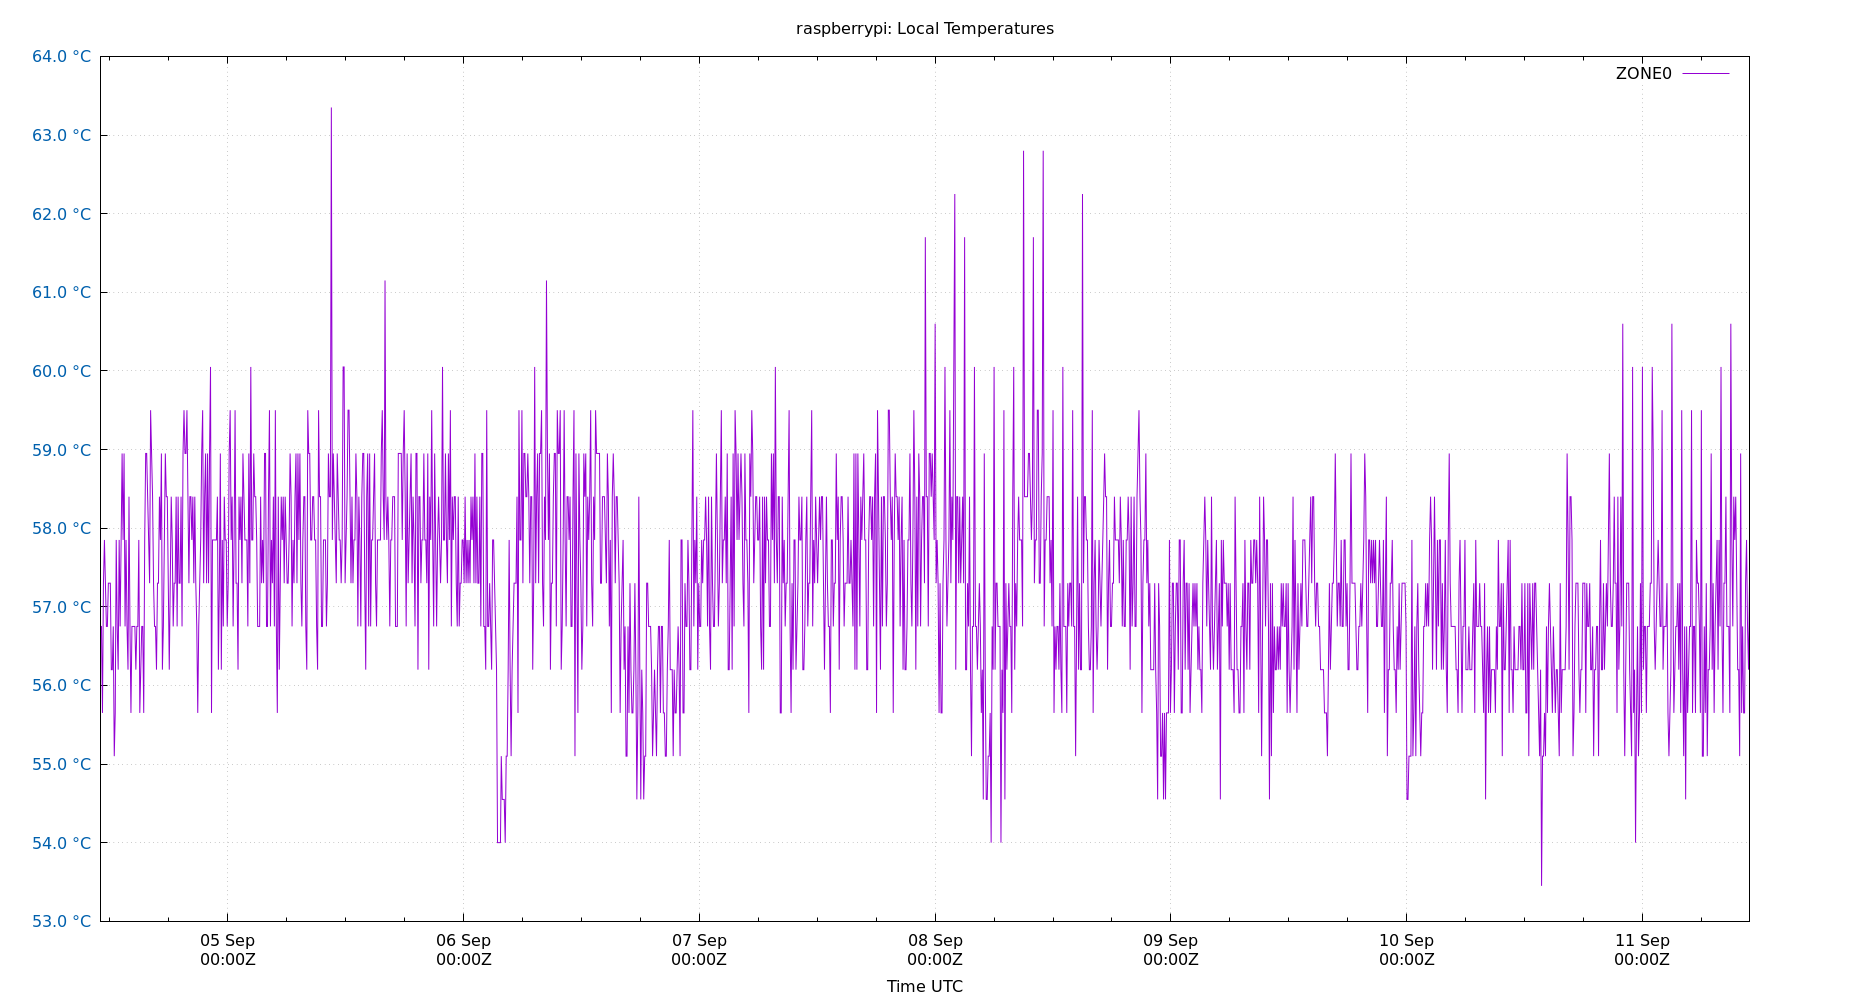 raspberrypi: Local Temperatures
64.0 °C
63.0 °C
62.0 °C
61.0 °C
60.0 °C
59.0 °C
58.0 °C
57.0 °C
56.0 °C
55.0 °C
54.0 °C
53.0 °C
ZONE0
05 Sep
00:00Z
06 Sep
00:00Z
07 Sep
00:00Z
08 Sep
00:00Z
09 Sep
00:00Z
10 Sep
00:00Z
11 Sep
00:00Z
Time UTC